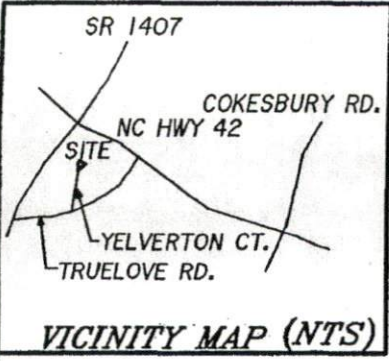 SR 1407
COKESBURY RD.
NC HWY 42
SITE
YELVERTON CT.
TRUELOVE RD.
VICINITY MAP (NTS)